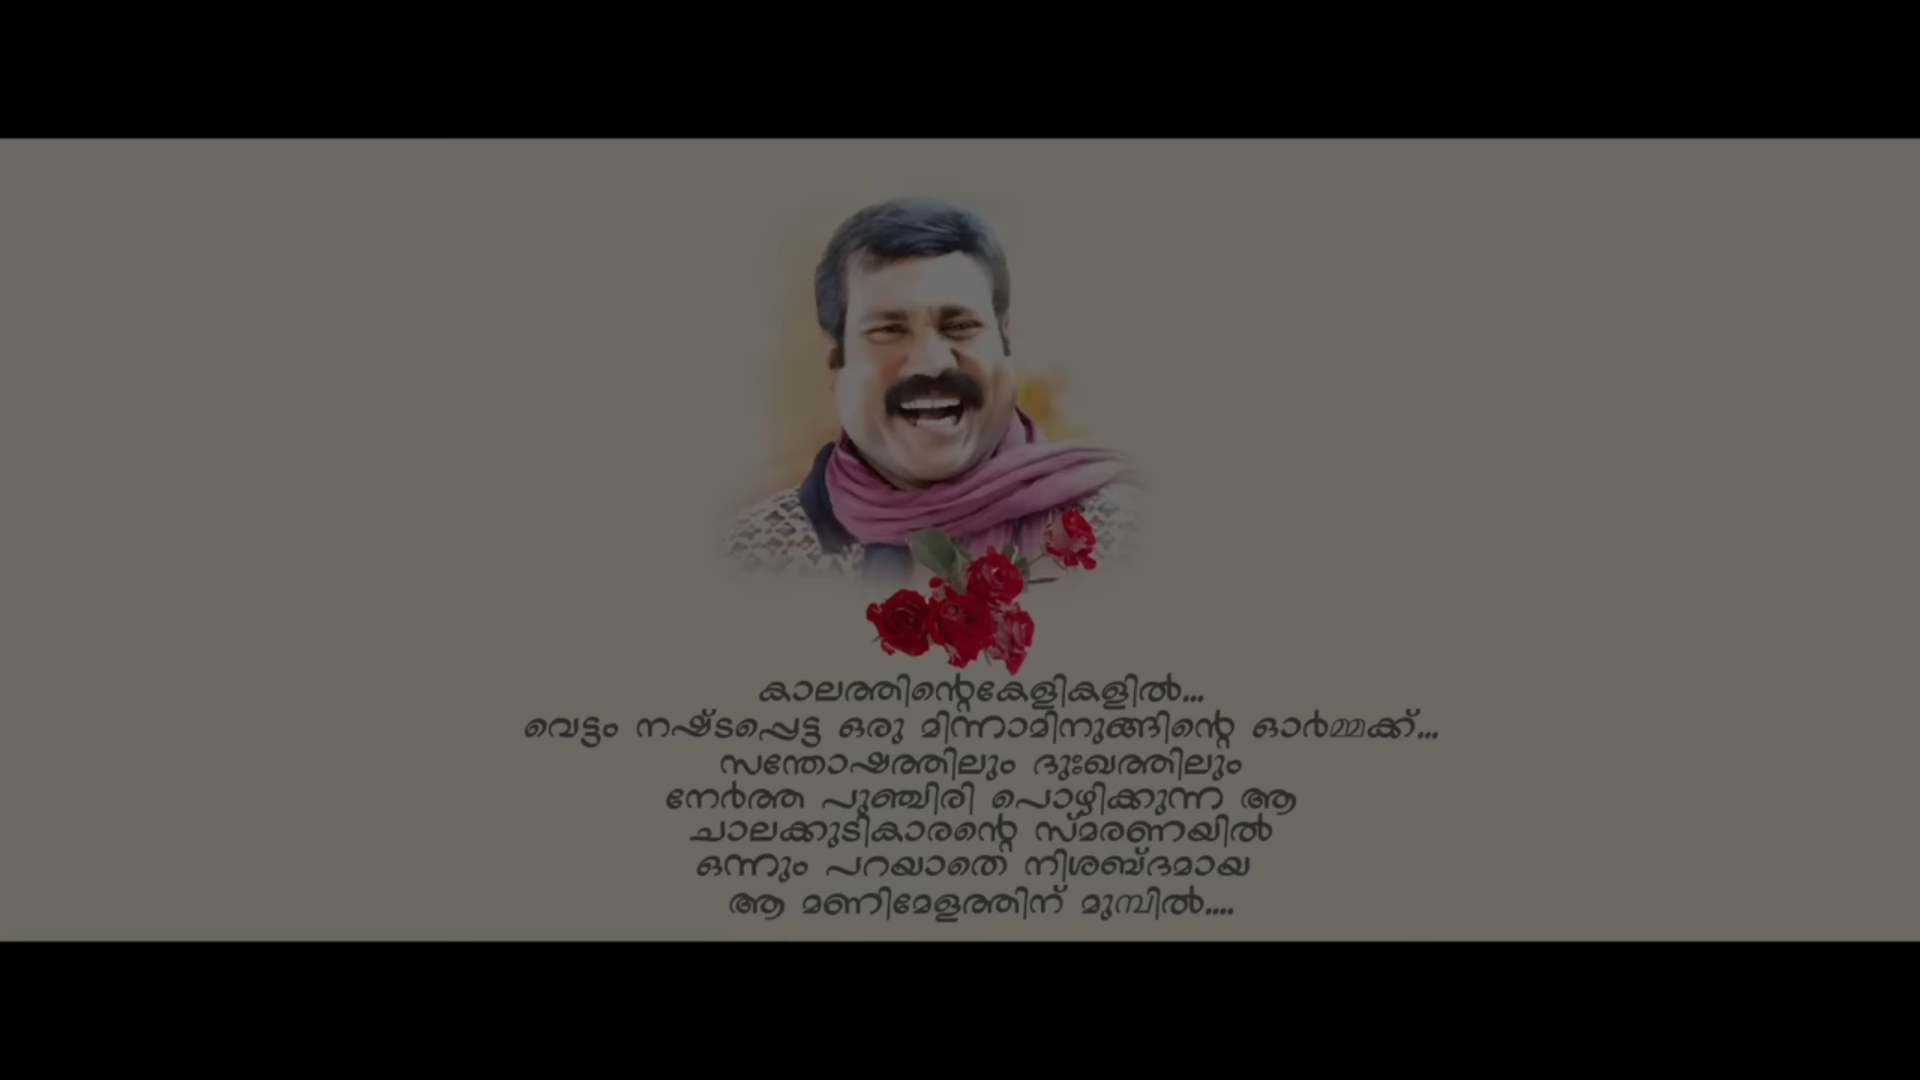 കാലത്തിന്റെകേളികളിൽ...
വെട്ടം നഷ്ടപ്പെട്ട ഒരു മിന്നാമിനുങ്ങിന്റെ ഓർമ്മക്ക്...
സന്തോഷത്തിലും ദുഃഖത്തിലും
നേർത്ത പുഞ്ചിരി പൊഴിക്കുന്ന ആ
ചാലക്കുടികാരന്റെ സ്മരണയിൽ
ഒന്നും പറയാതെ നിശബ്ദമായ
ആ മണിമേളത്തിന് മുമ്പിൽ....